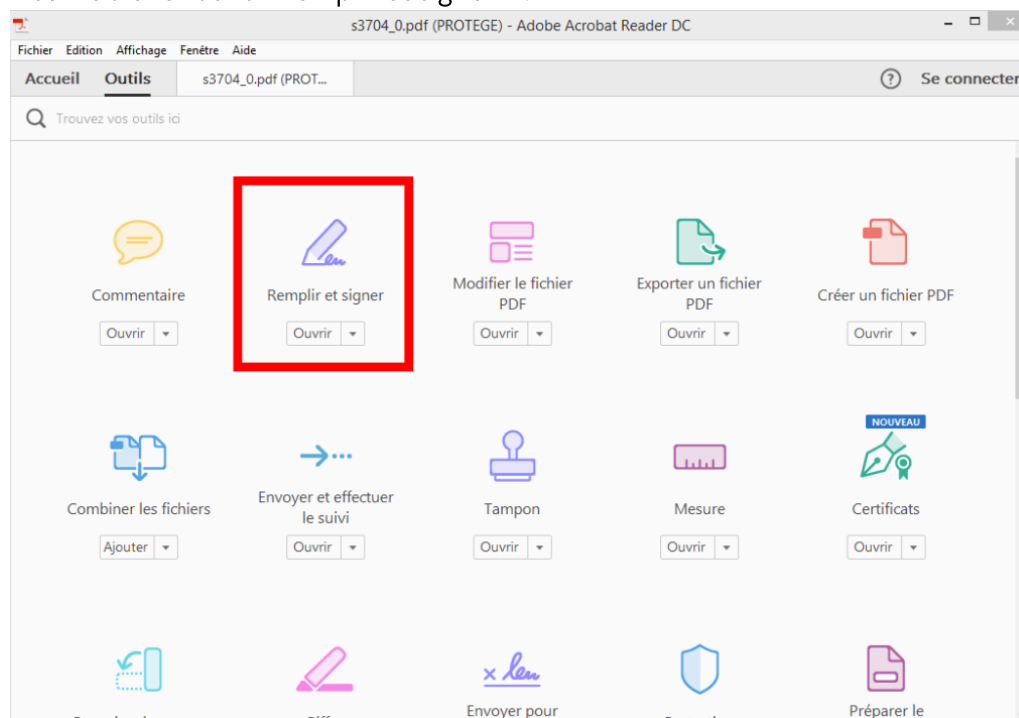 s3704_0.pdf (PROTEGE) - Adobe Acrobat Reader DC
Fichier Edition Affichage Fenêtre Aide
Accueil Outils s3704_0.pdf (PROT... Se connecter
Trouvez vos outils ici
Commentaire Remplir et signer Modifier le fichier Exporter un fichier Créer un fichier PDF
PDF PDF
Ouvrir Ouvrir Ouvrir Ouvrir Ouvrir
NOUVEAU
Combiner les fichiers Envoyer et effectuer Tampon Mesure Certificats
le suivi
Ajouter Ouvrir Ouvrir Ouvrir Ouvrir
Envoyer pour Préparer le